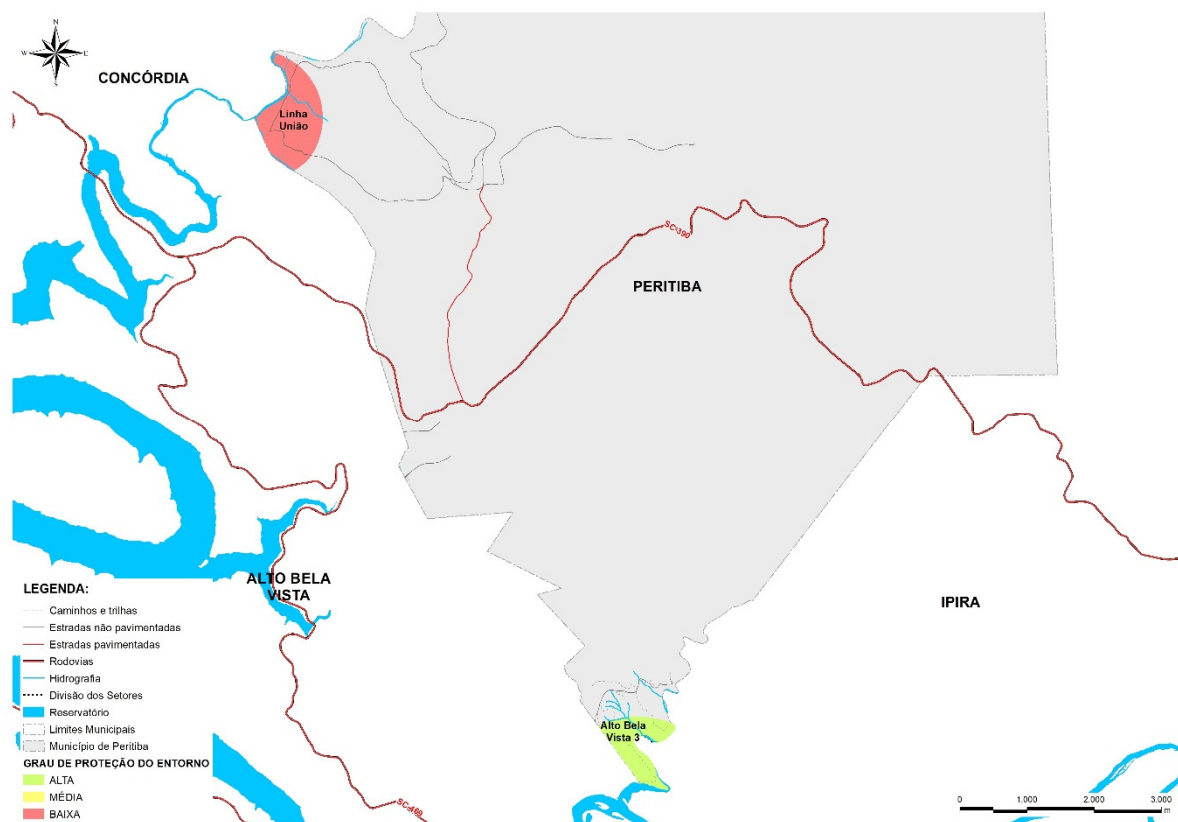 N
W
E
S
CONCÓRDIA
Linha
União
SC-390
PERITIBA
ALTO BELA
VISTA
IPIRA
Alto Bela
Vista 3
LEGENDA:
Caminhos e trilhas
Estradas não pavimentadas
Estradas pavimentadas
Rodovias
Hidrografia
Divisão dos Setores
Reservatório
Limites Municipais
Município de Peritiba
GRAU DE PROTEÇÃO DO ENTORNO
ALTA
MÉDIA
BAIXA
SC-469
0
1.000
2.000
3.000
m